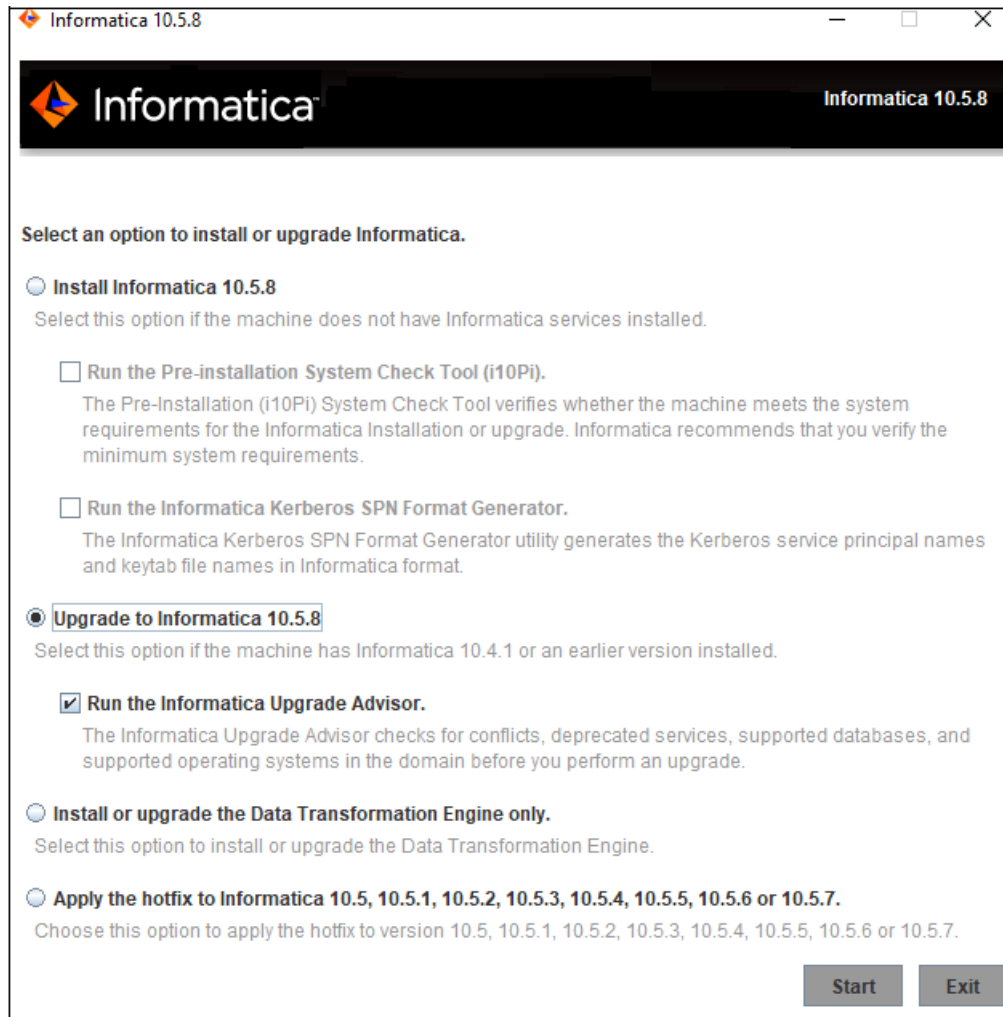 Informatica 10.5.8
Informatica™
Informatica 10.5.8
Select an option to install or upgrade Informatica.
Install Informatica 10.5.8
Select this option if the machine does not have Informatica services installed.
Run the Pre-installation System Check Tool (i10Pi).
The Pre-Installation (i10Pi) System Check Tool verifies whether the machine meets the system
requirements for the Informatica Installation or upgrade. Informatica recommends that you verify the
minimum system requirements.
Run the Informatica Kerberos SPN Format Generator.
The Informatica Kerberos SPN Format Generator utility generates the Kerberos service principal names
and keytab file names in Informatica format.
Upgrade to Informatica 10.5.8
Select this option if the machine has Informatica 10.4.1 or an earlier version installed.
Run the Informatica Upgrade Advisor.
The Informatica Upgrade Advisor checks for conflicts, deprecated services, supported databases, and
supported operating systems in the domain before you perform an upgrade.
Install or upgrade the Data Transformation Engine only.
Select this option to install or upgrade the Data Transformation Engine.
Apply the hotfix to Informatica 10.5, 10.5.1, 10.5.2, 10.5.3, 10.5.4, 10.5.5, 10.5.6 or 10.5.7.
Choose this option to apply the hotfix to version 10.5, 10.5.1, 10.5.2, 10.5.3, 10.5.4, 10.5.5, 10.5.6 or 10.5.7.
Start
Exit